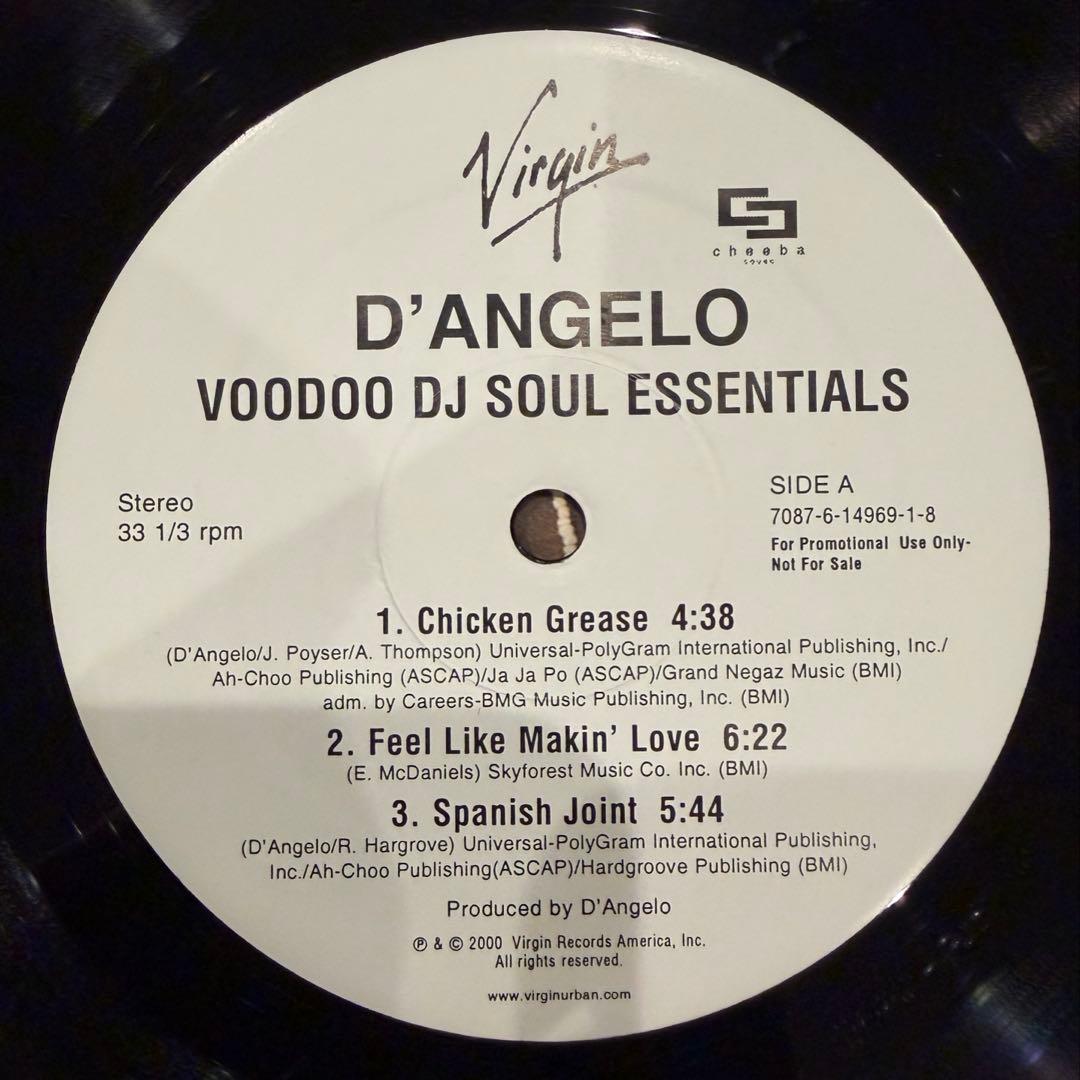 Virgin
cheeba
sound
D'ANGELO
VOODOO DJ SOUL ESSENTIALS
Stereo
33 1/3 rpm
SIDE A
7087-6-14969-1-8
For Promotional Use Only-
Not For Sale
1. Chicken Grease 4:38
(D'Angelo/J. Poyser/A. Thompson) Universal-PolyGram International Publishing, Inc./
Ah-Choo Publishing (ASCAP)/Ja Ja Po (ASCAP)/Grand Negaz Music (BMI)
adm. by Careers-BMG Music Publishing, Inc. (BMI)
2. Feel Like Makin' Love 6:22
(E. McDaniels) Skyforest Music Co. Inc. (BMI)
3. Spanish Joint 5:44
(D'Angelo/R. Hargrove) Universal-PolyGram International Publishing,
Inc./Ah-Choo Publishing(ASCAP)/Hardgroove Publishing (BMI)
Produced by D'Angelo
℗ & © 2000 Virgin Records America, Inc.
All rights reserved.
www.virginurban.com